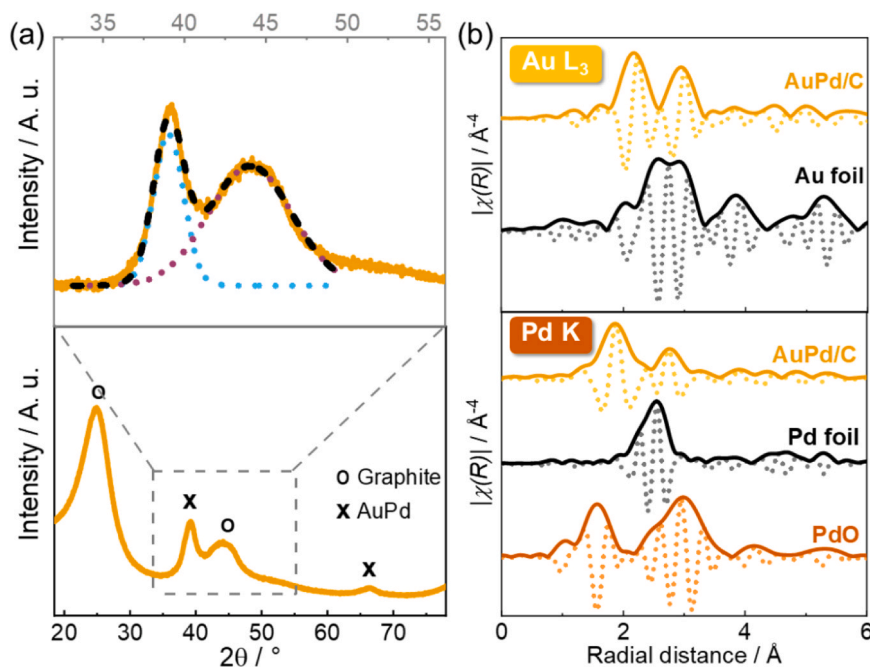 (a)
35 40 45 50 55
Intensity / A. u.
Intensity / A. u.
o
x
o
x
o Graphite
x AuPd
20 30 40 50 60 70
2θ / °
(b)
Au L₃
AuPd/C
Au foil
|χ(R)| / Å⁻⁴
Pd K
AuPd/C
Pd foil
PdO
|χ(R)| / Å⁻⁴
0 2 4 6
Radial distance / Å